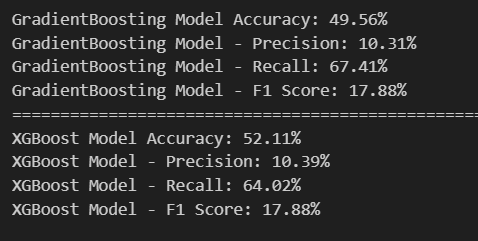 GradientBoosting Model Accuracy: 49.56%
GradientBoosting Model - Precision: 10.31%
GradientBoosting Model - Recall: 67.41%
GradientBoosting Model - F1 Score: 17.88%
==================================================
XGBoost Model Accuracy: 52.11%
XGBoost Model - Precision: 10.39%
XGBoost Model - Recall: 64.02%
XGBoost Model - F1 Score: 17.88%